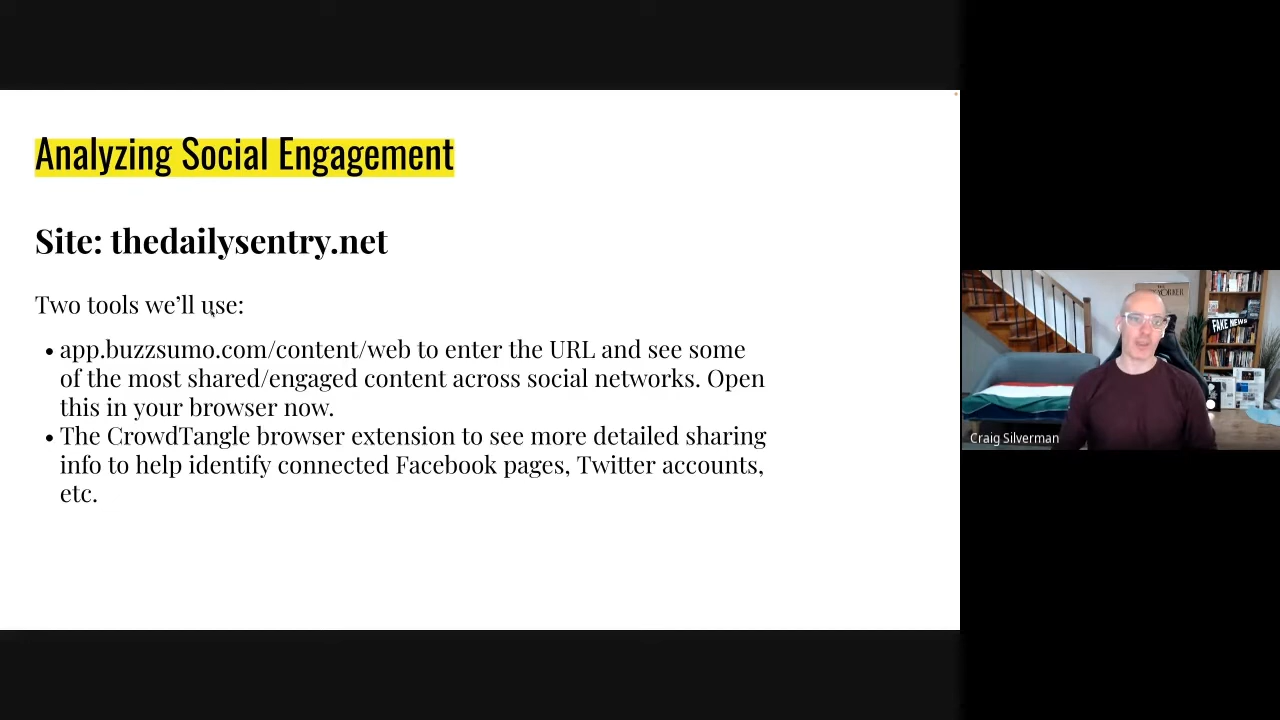 Analyzing Social Engagement
Site: thedailysentry.net
Two tools we’ll use:
• app.buzzsumo.com/content/web to enter the URL and see some
of the most shared/engaged content across social networks. Open
this in your browser now.
• The CrowdTangle browser extension to see more detailed sharing
info to help identify connected Facebook pages, Twitter accounts,
etc.
FAKE NEWS
Craig Silverman